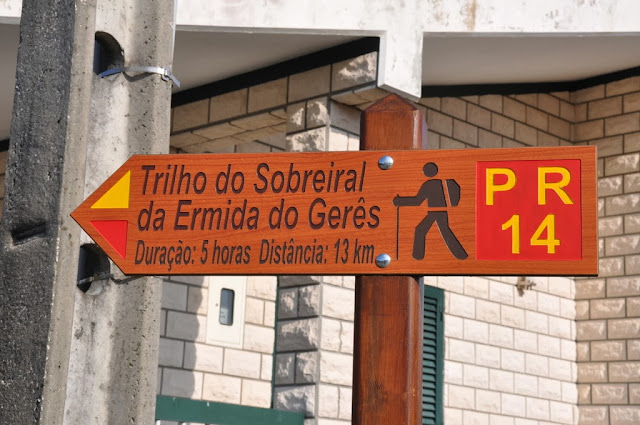 Trilho do Sobreiral
da Ermida do Gerês
Duração: 5 horas Distância: 13 km
PR
14